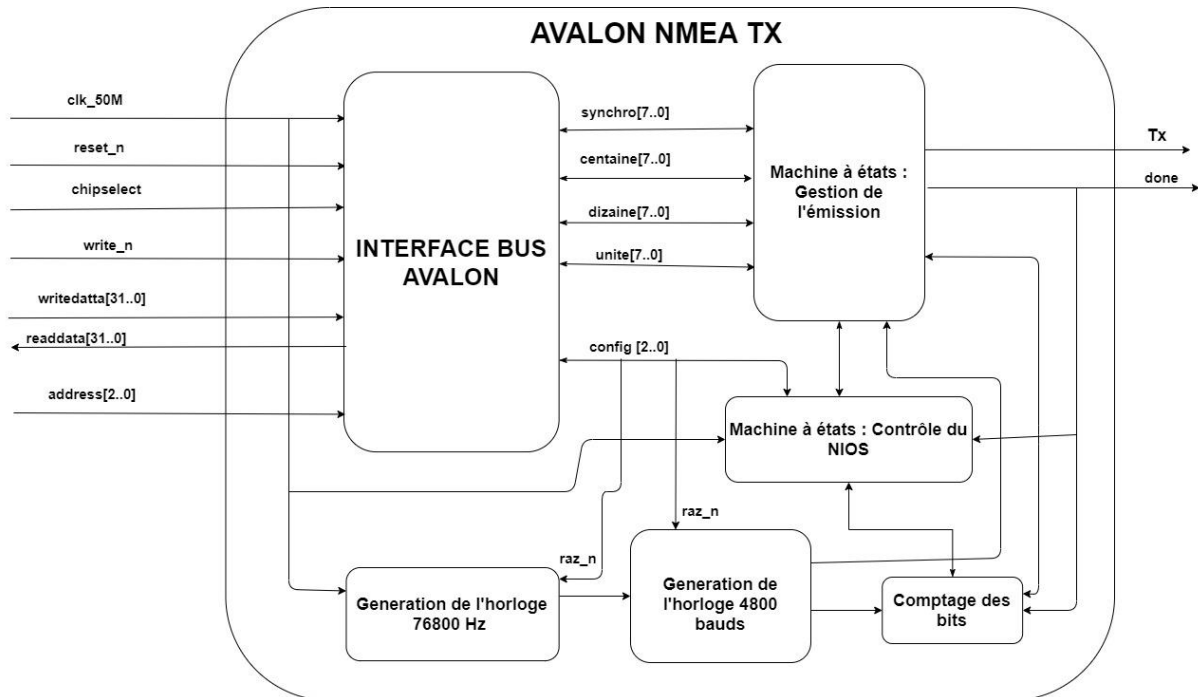 AVALON NMEA TX
clk_50M
reset_n
chipselect
write_n
writedatta[31..0]
readdata[31..0]
address[2..0]
INTERFACE BUS
AVALON
synchro[7..0]
centaine[7..0]
dizaine[7..0]
unite[7..0]
config [2..0]
Machine à états :
Gestion de
l'émission
Tx
done
Machine à états : Contrôle du
NIOS
raz_n
raz_n
Generation de l'horloge
76800 Hz
Generation de
l'horloge 4800
bauds
Comptage des
bits